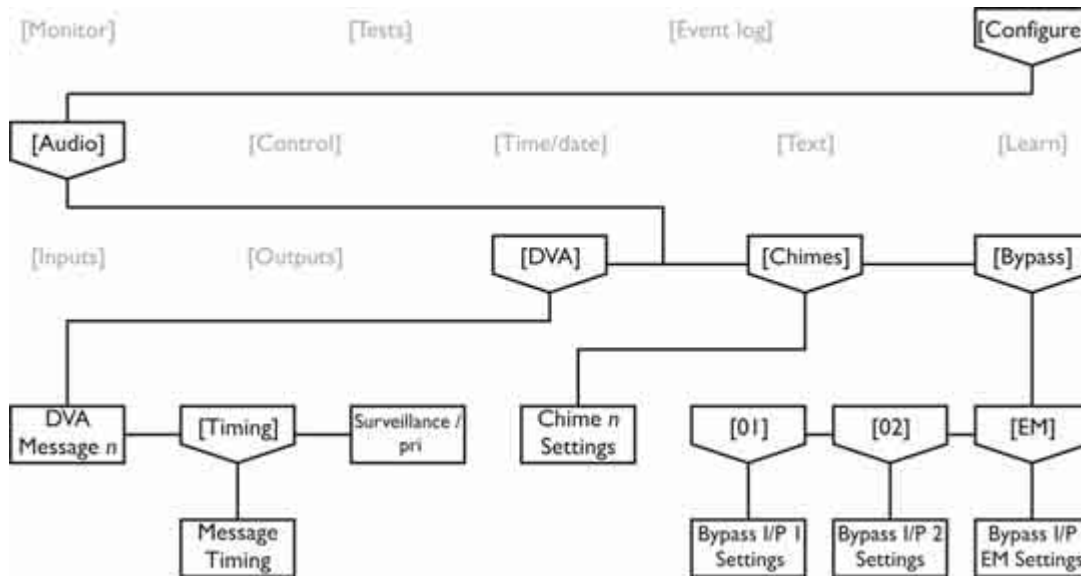 [Monitor] [Tests] [Event log] [Configure]
[Audio] [Control] [Time/date] [Text] [Learn]
[Inputs] [Outputs] [DVA] [Chimes] [Bypass]
DVA
Message n
[Timing]
Surveillance /
pri
Chime n
Settings
[01]
[02]
[EM]
Message
Timing
Bypass I/P 1
Settings
Bypass I/P 2
Settings
Bypass I/P
EM Settings